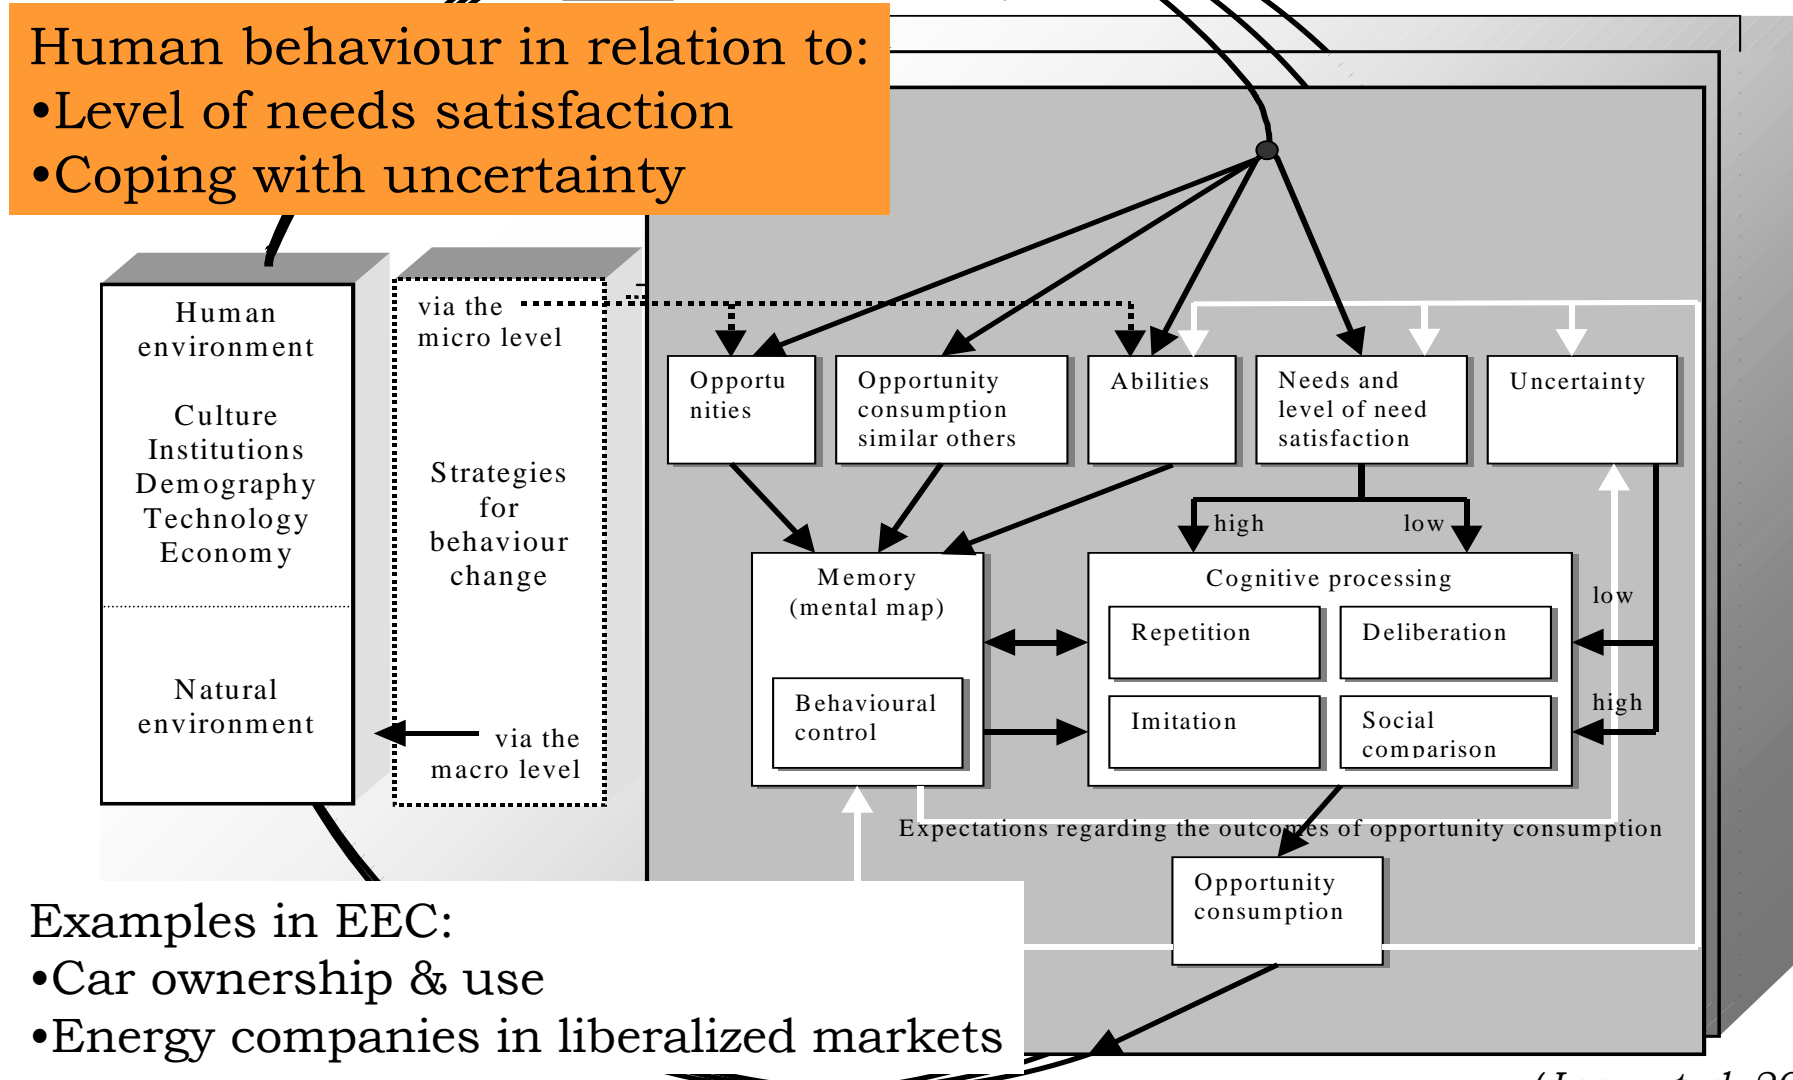 Human behaviour in relation to:
•Level of needs satisfaction
•Coping with uncertainty
Human
environment
Culture
Institutions
Demography
Technology
Economy
Natural
environment
via the
micro level
Strategies
for
behaviour
change
via the
macro level
Opportu
nities
Opportunity
consumption
similar others
Abilities
Needs and
level of need
satisfaction
Uncertainty
high
low
Memory
(mental map)
Behavioural
control
Cognitive processing
Repetition
Deliberation
Imitation
Social
comparison
low
high
Expectations regarding the outcomes of opportunity consumption
Opportunity
consumption
Examples in EEC:
•Car ownership & use
•Energy companies in liberalized markets